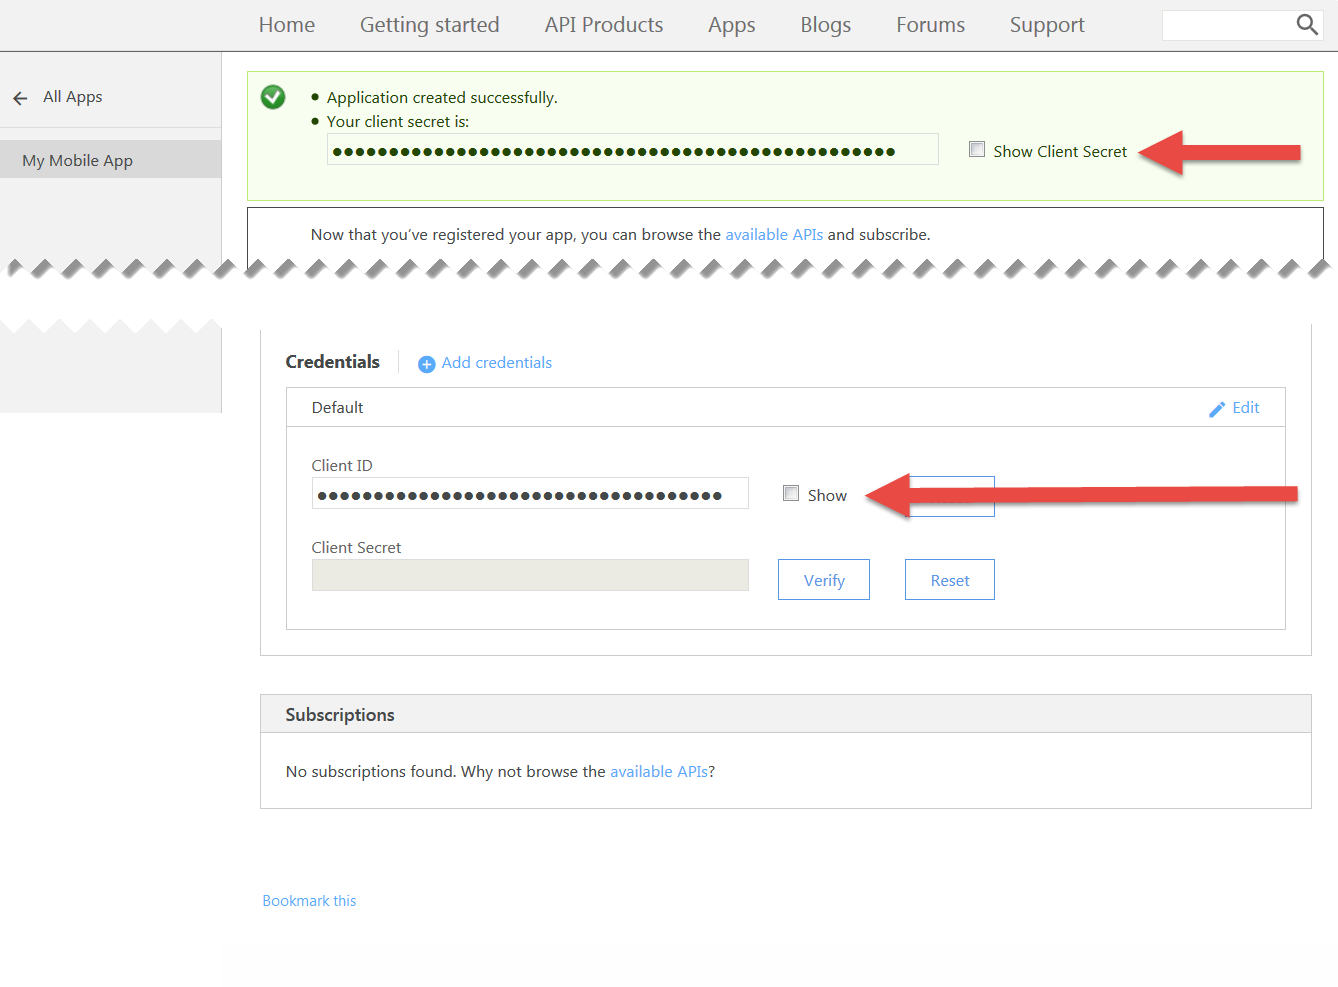 Home Getting started API Products Apps Blogs Forums Support
All Apps
My Mobile App
Application created successfully.
Your client secret is:
●●●●●●●●●●●●●●●●●●●●●●●●●●●●●●●●●●●●●●●●●●●●●●●●●● Show Client Secret
Now that you've registered your app, you can browse the available APIs and subscribe.
Credentials Add credentials
Default Edit
Client ID
●●●●●●●●●●●●●●●●●●●●●●●●●●●●●●●●●●●● Show
Client Secret
Verify Reset
Subscriptions
No subscriptions found. Why not browse the available APIs?
Bookmark this